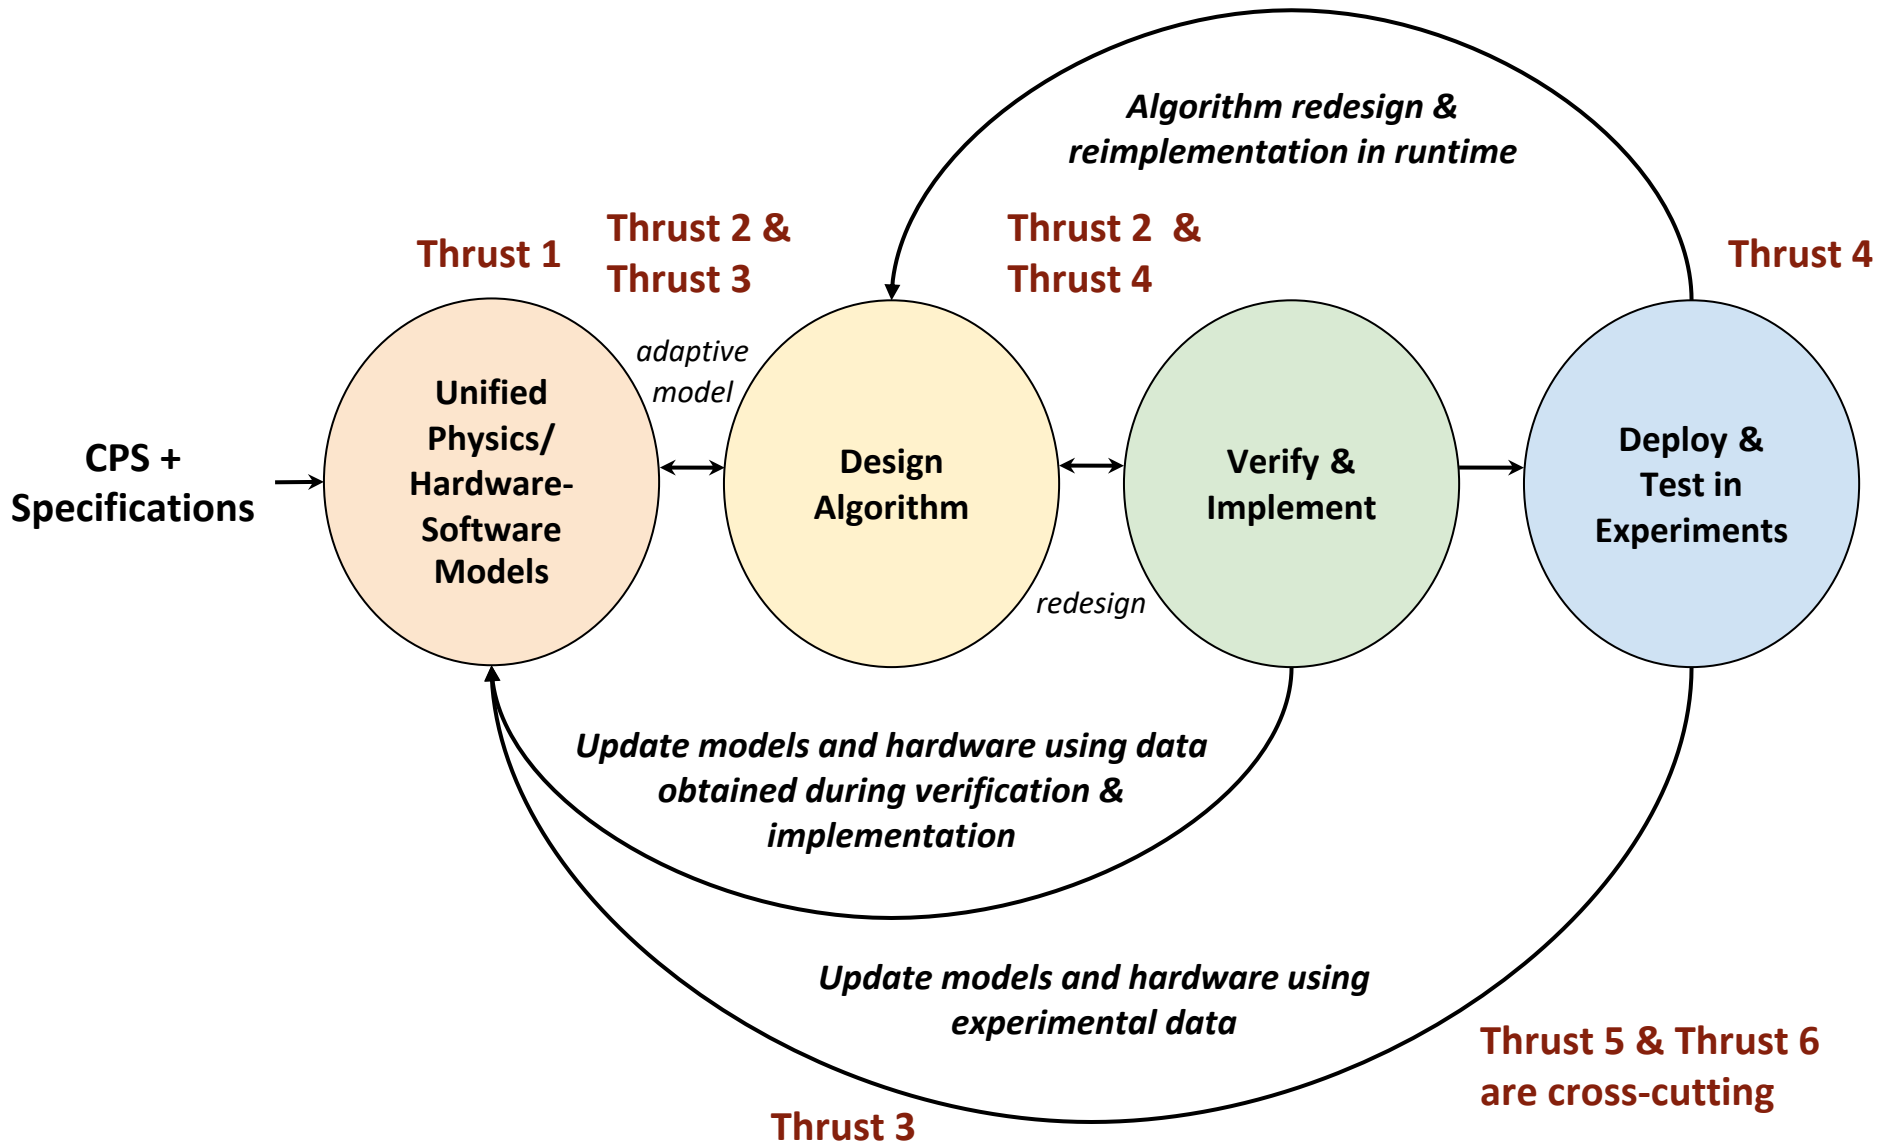 Algorithm redesign &
reimplementation in runtime
Thrust 1
Thrust 2 &
Thrust 3
Thrust 2 &
Thrust 4
Thrust 4
adaptive
model
CPS +
Specifications
Unified
Physics/
Hardware-
Software
Models
Design
Algorithm
Verify &
Implement
Deploy &
Test in
Experiments
redesign
Update models and hardware using data
obtained during verification &
implementation
Update models and hardware using
experimental data
Thrust 5 & Thrust 6
are cross-cutting
Thrust 3